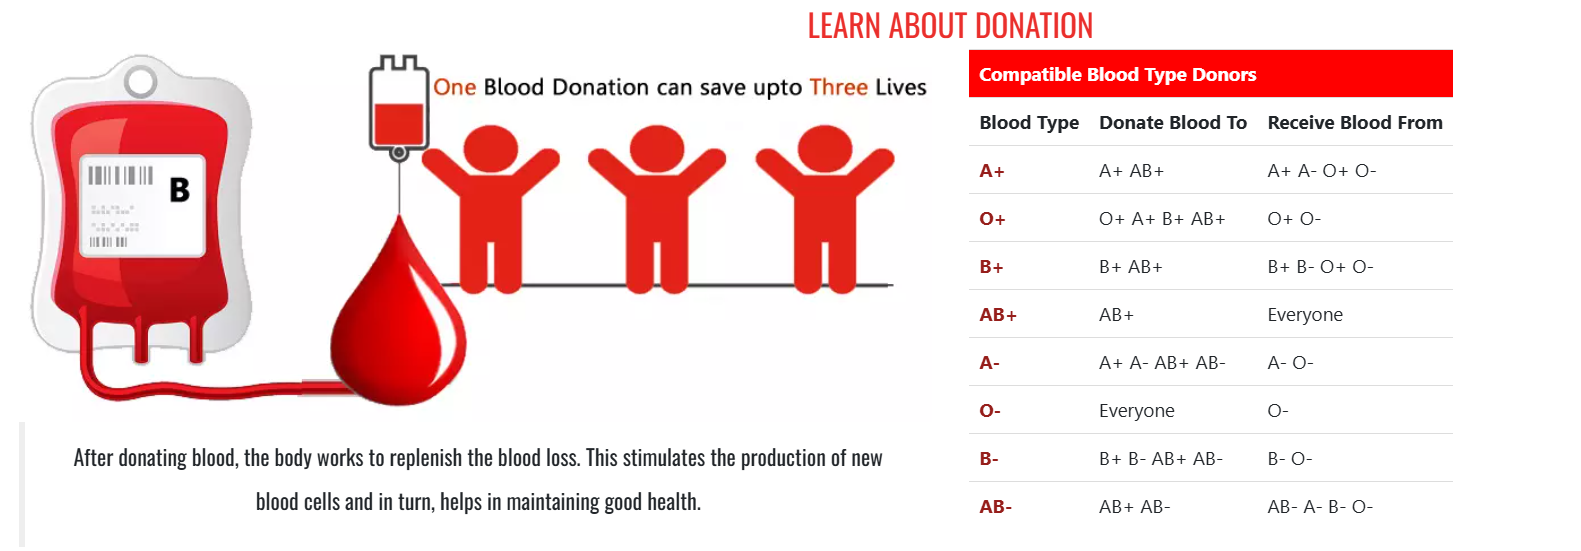 LEARN ABOUT DONATION
One Blood Donation can save upto Three Lives
B
After donating blood, the body works to replenish the blood loss. This stimulates the production of new
blood cells and in turn, helps in maintaining good health.
Compatible Blood Type Donors
Blood Type Donate Blood To Receive Blood From
A+ A+ AB+ A+ A- O+ O-
O+ O+ A+ B+ AB+ O+ O-
B+ B+ AB+ B+ B- O+ O-
AB+ AB+ Everyone
A- A+ A- AB+ AB- A- O-
O- Everyone O-
B- B+ B- AB+ AB- B- O-
AB- AB+ AB- AB- A- B- O-